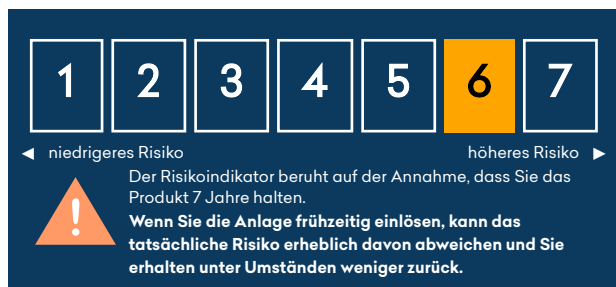 1 2 3 4 5 6 7
◄ niedrigeres Risiko höheres Risiko ►
Der Risikoindikator beruht auf der Annahme, dass Sie das
Produkt 7 Jahre halten.
!
Wenn Sie die Anlage frühzeitig einlösen, kann das
tatsächliche Risiko erheblich davon abweichen und Sie
erhalten unter Umständen weniger zurück.